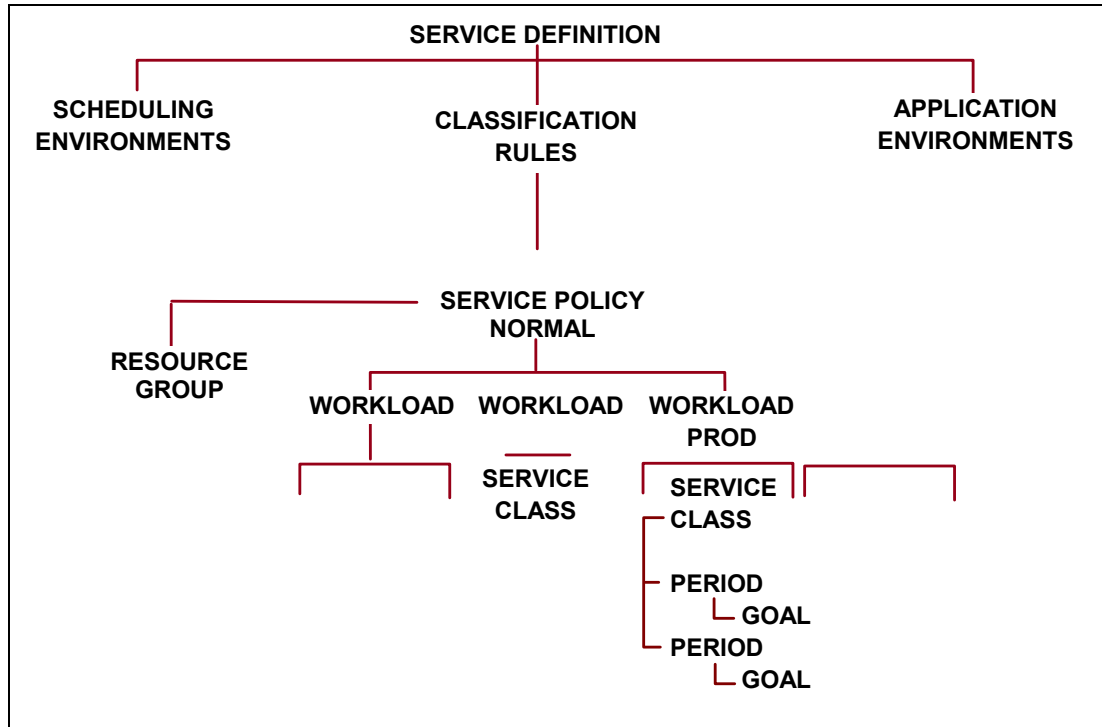 SERVICE DEFINITION
SCHEDULING
ENVIRONMENTS
CLASSIFICATION
RULES
APPLICATION
ENVIRONMENTS
SERVICE POLICY
NORMAL
RESOURCE
GROUP
WORKLOAD
WORKLOAD
WORKLOAD
PROD
SERVICE
CLASS
SERVICE
CLASS
PERIOD
GOAL
PERIOD
GOAL